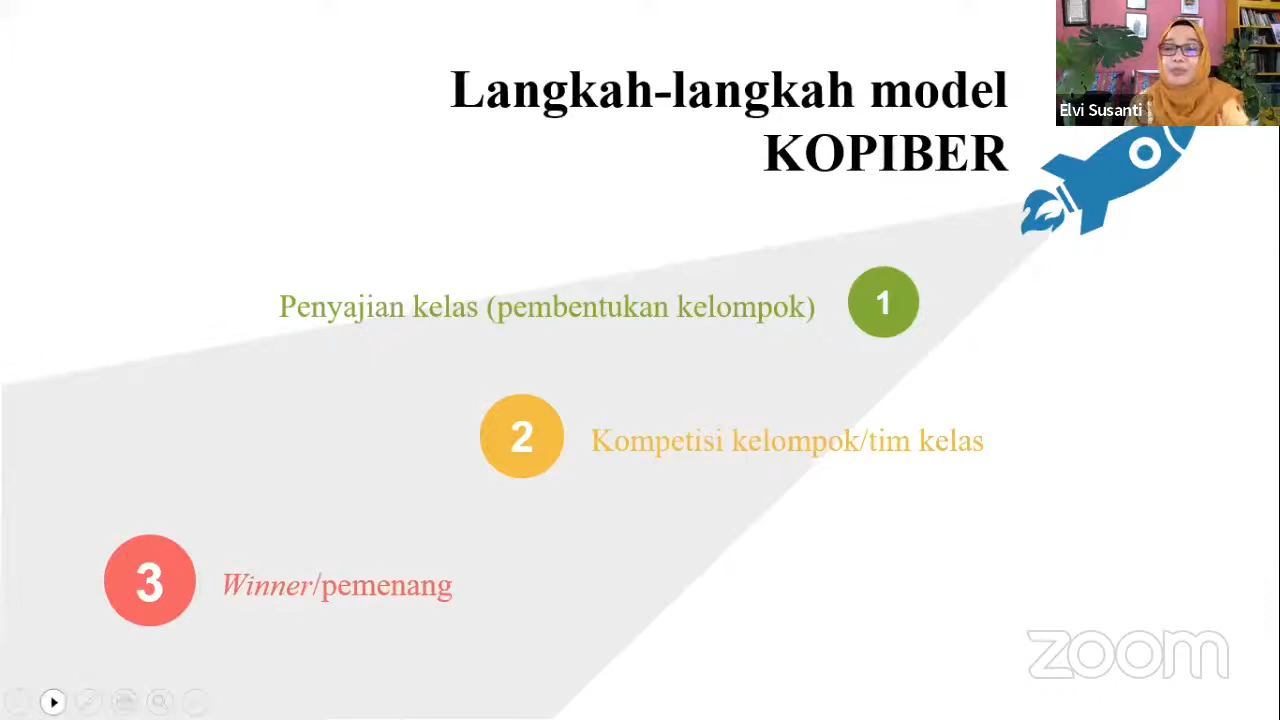 Langkah-langkah model
KOPIBER
Elvi Susanti
Penyajian kelas (pembentukan kelompok)
1
2
Kompetisi kelompok/tim kelas
3
Winner/pemenang
zoom